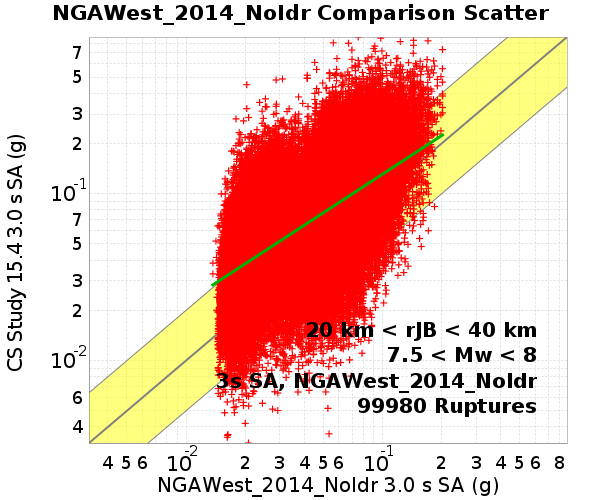 NGAWest_2014_NoIdr Comparison Scatter
CS Study 15.4 3.0 s SA (g)
7
5
3
2
10-1
7
5
3
2
10-2
6
4
20 km < rJB < 40 km
7.5 < Mw < 8
3s SA, NGAWest_2014_NoIdr
99980 Ruptures
4 5 6 10-2 2 3 4 5 6 10-1 2 3 4 5 6 8
NGAWest_2014_NoIdr 3.0 s SA (g)